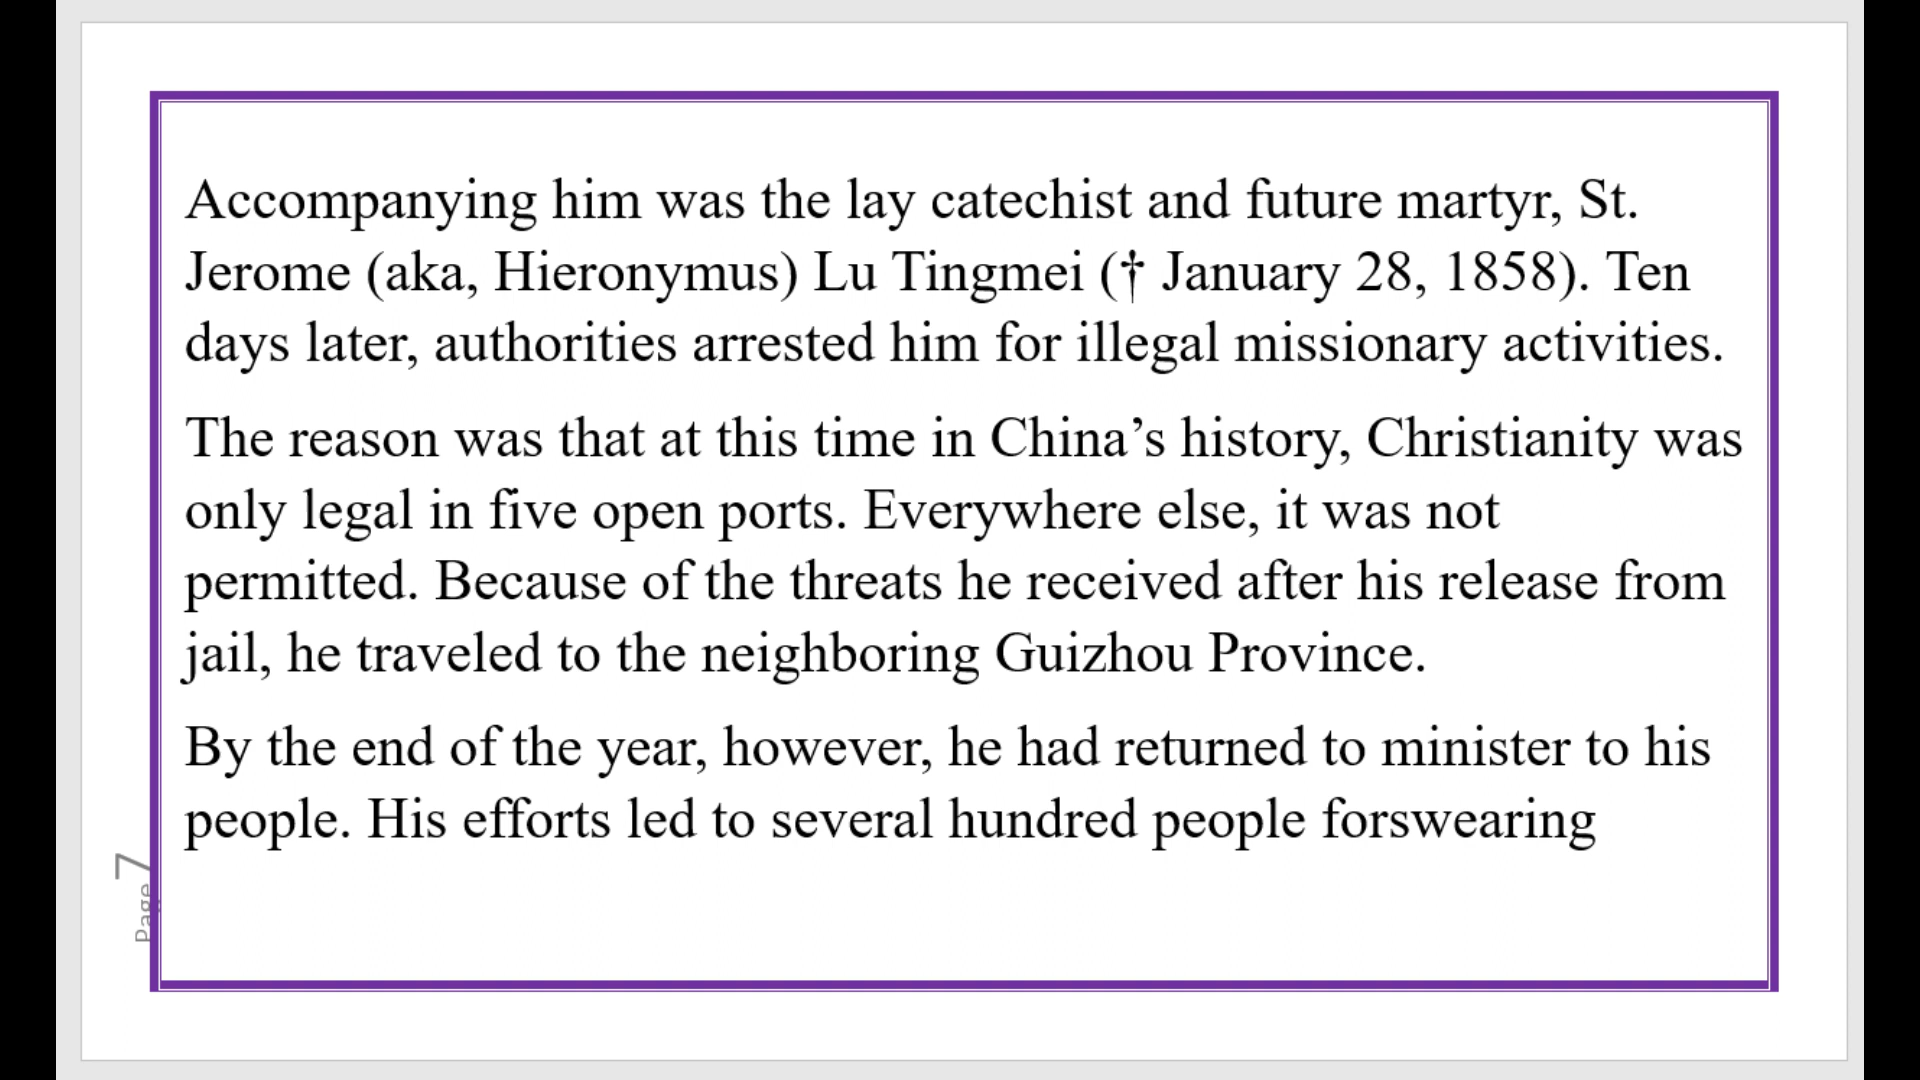 Accompanying him was the lay catechist and future martyr, St.
Jerome (aka, Hieronymus) Lu Tingmei († January 28, 1858). Ten
days later, authorities arrested him for illegal missionary activities.
The reason was that at this time in China’s history, Christianity was
only legal in five open ports. Everywhere else, it was not
permitted. Because of the threats he received after his release from
jail, he traveled to the neighboring Guizhou Province.
By the end of the year, however, he had returned to minister to his
people. His efforts led to several hundred people forswearing
Page 7